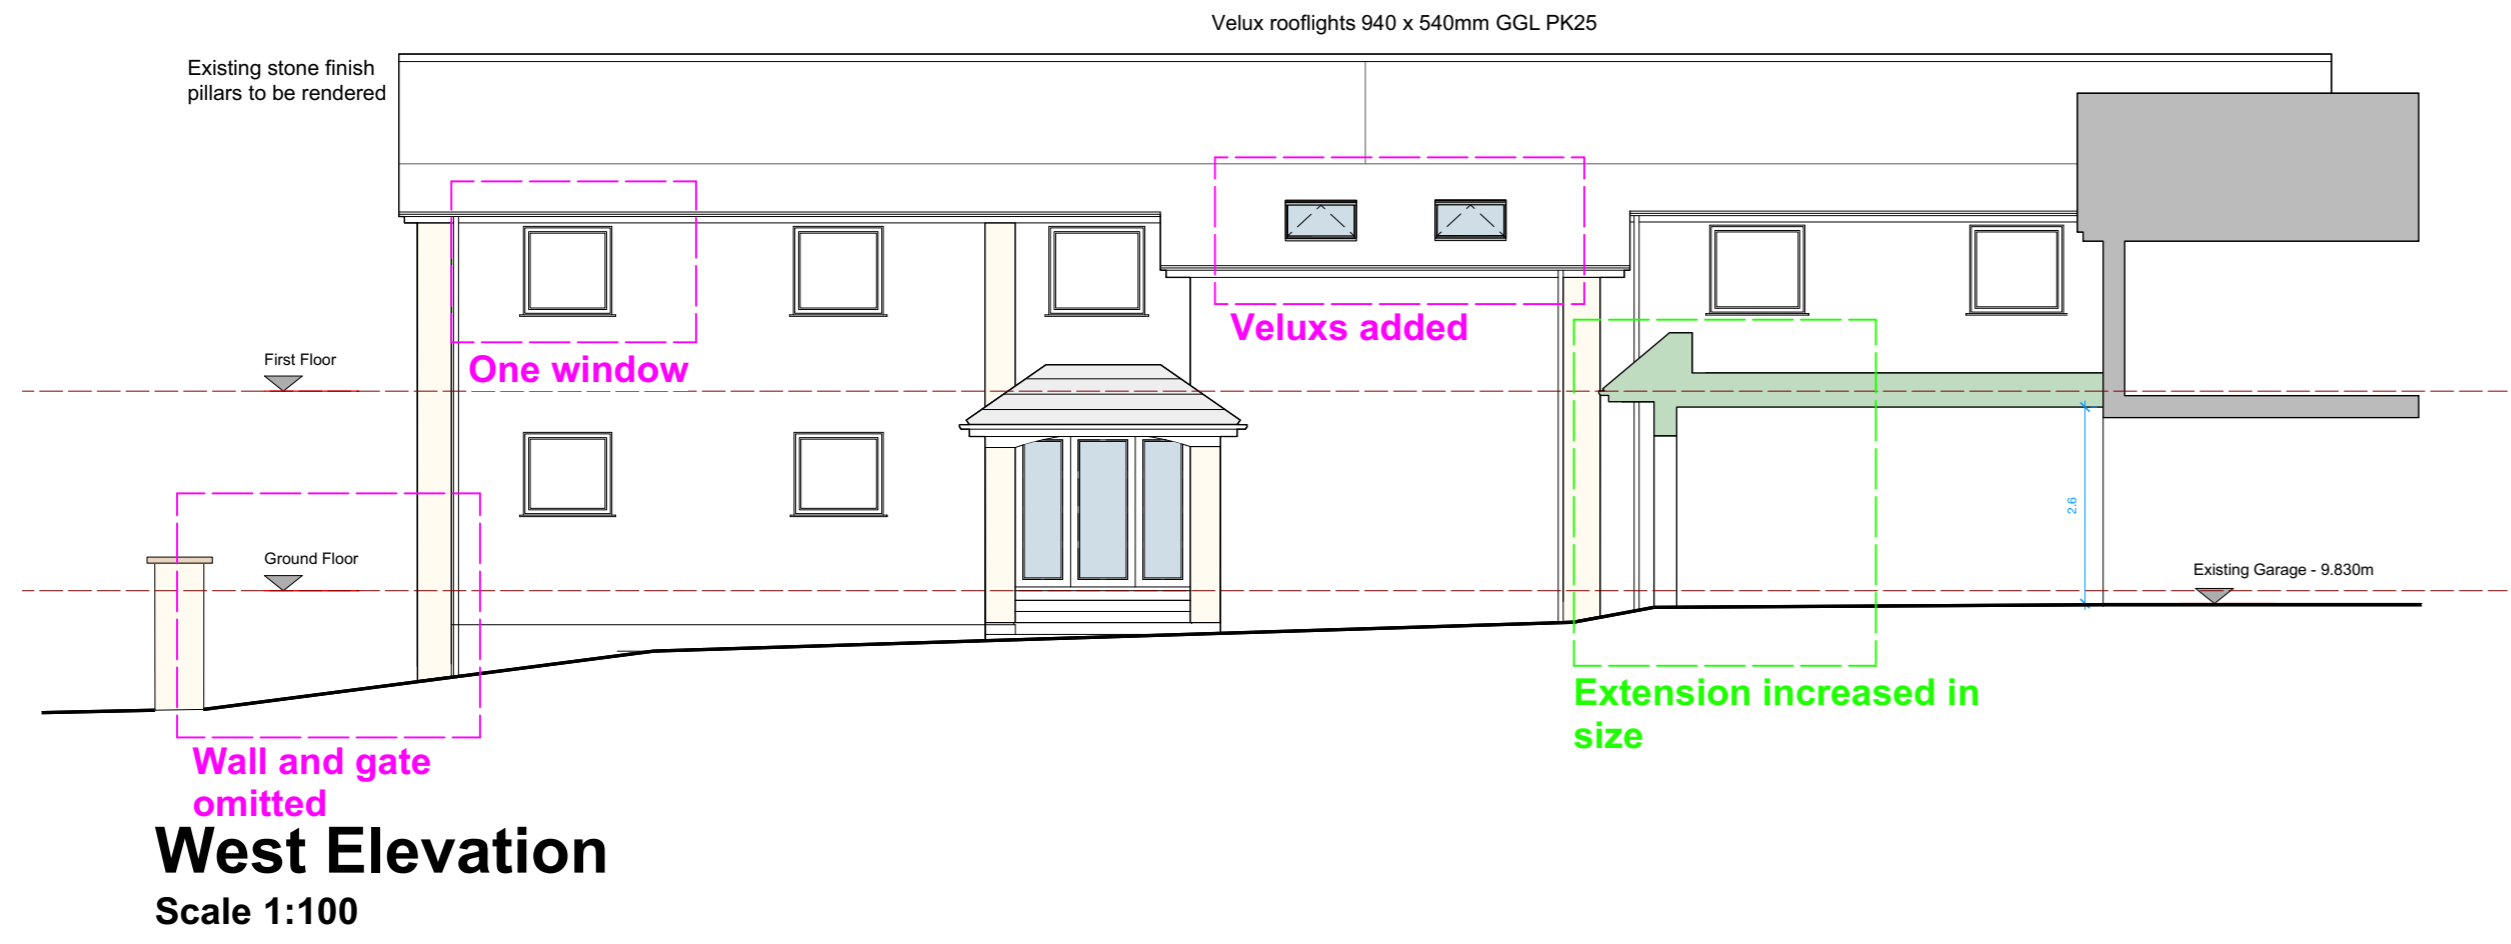 Velux rooflights 940 x 540mm GGL PK25
Existing stone finish
pillars to be rendered
Veluxs added
First Floor
One window
2.6
Ground Floor
Existing Garage - 9.830m
Extension increased in
size
Wall and gate
omitted
West Elevation
Scale 1:100